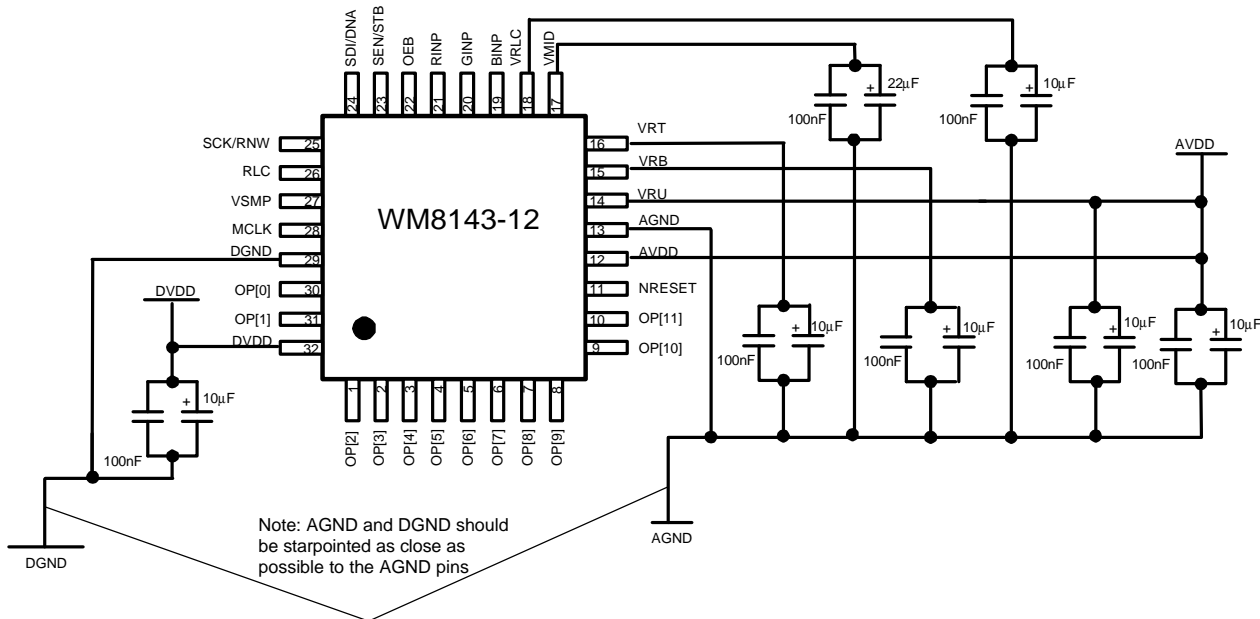 SDI/DNA
SEN/STB
OEB
RINP
GINP
BINP
VRLC
VMID
24
23
22
21
20
19
18
17
22µF
+
100nF
10µF
+
100nF
SCK/RNW
25
RLC
26
VSMP
27
MCLK
28
DGND
29
OP[0]
30
OP[1]
31
DVDD
32
WM8143-12
16
VRT
15
VRB
14
VRU
13
AGND
12
AVDD
11
NRESET
10
OP[11]
9
OP[10]
AVDD
DVDD
+
10µF
100nF
+
10µF
100nF
+
10µF
100nF
+
10µF
100nF
+
10µF
100nF
1
2
3
4
5
6
7
8
OP[2]
OP[3]
OP[4]
OP[5]
OP[6]
OP[7]
OP[8]
OP[9]
Note: AGND and DGND should
be starpointed as close as
possible to the AGND pins
DGND
AGND